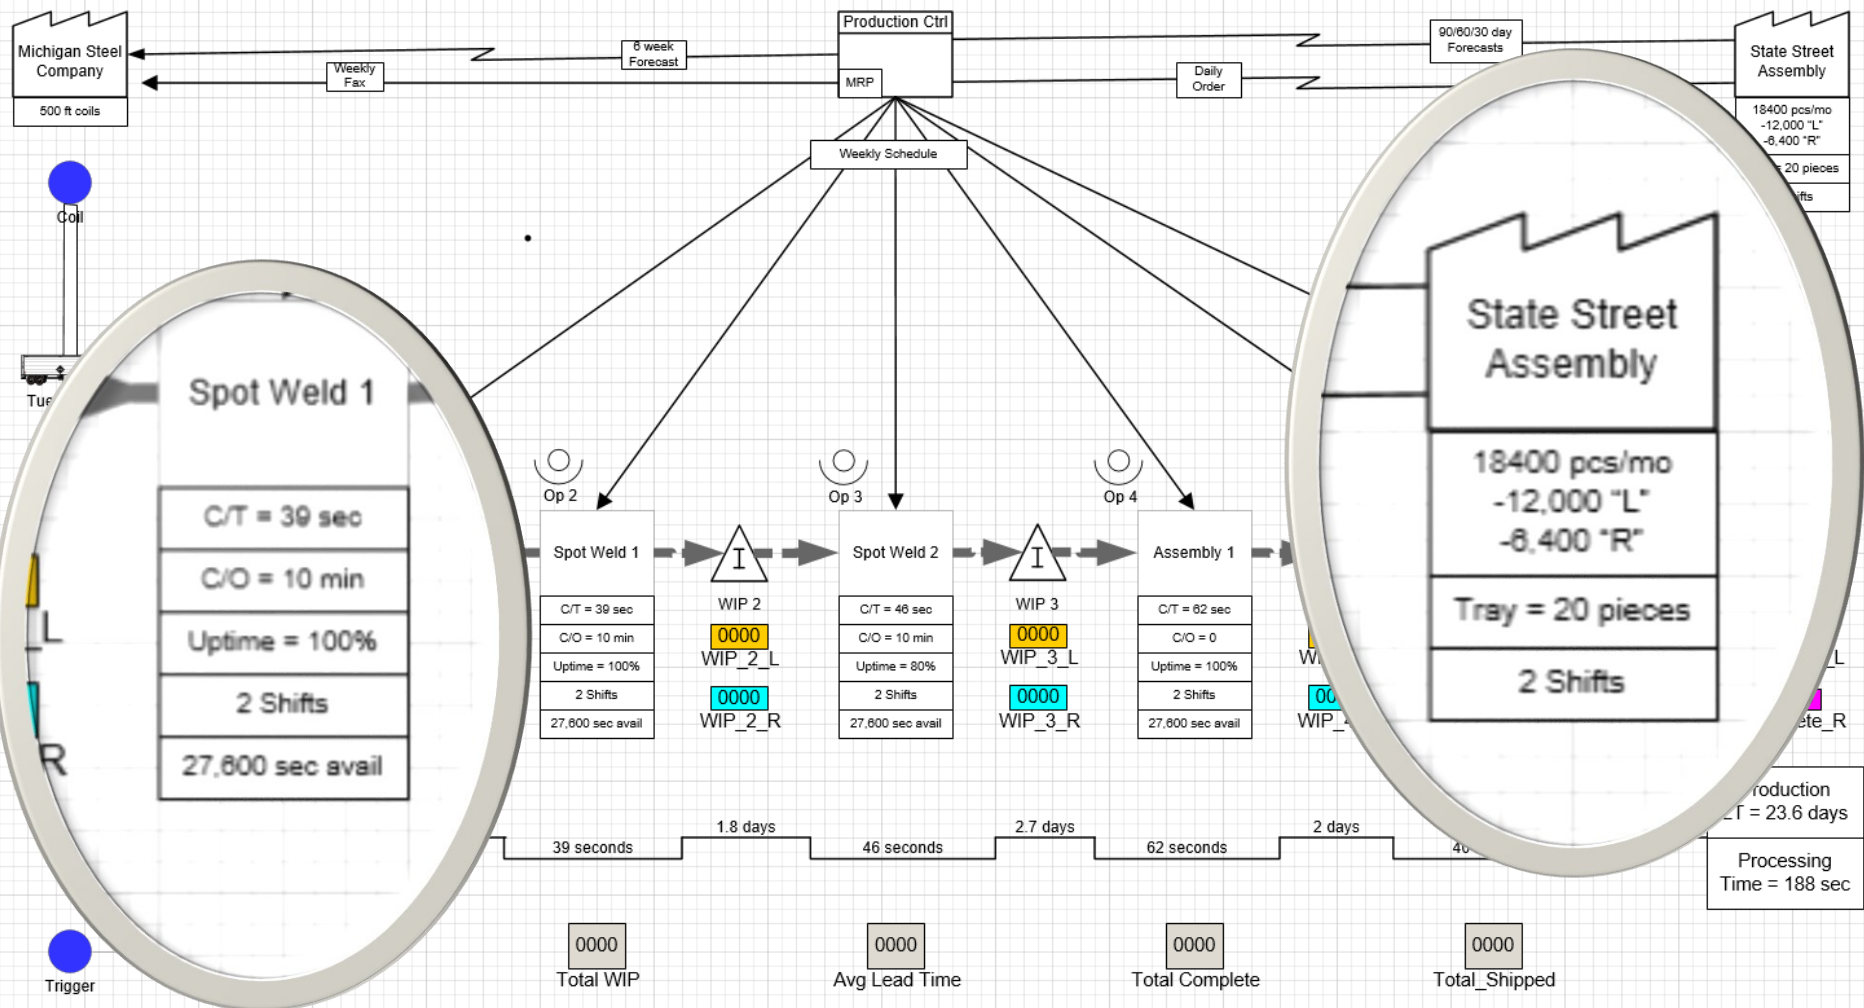 Production Ctrl
MRP
Michigan Steel
Company
500 ft coils
6 week
Forecast
Weekly
Fax
90/60/30 day
Forecasts
Daily
Order
State Street
Assembly
18400 pcs/mo
-12,000 "L"
-6,400 "R"
= 20 pieces
Weekly Schedule
Coil
Spot Weld 1
C/T = 39 sec
C/O = 10 min
Uptime = 100%
2 Shifts
27,600 sec avail
L
R
State Street
Assembly
18400 pcs/mo
-12,000 "L"
-6,400 "R"
Tray = 20 pieces
2 Shifts
Op 2
Op 3
Op 4
Spot Weld 1
C/T = 39 sec
C/O = 10 min
Uptime = 100%
2 Shifts
27,600 sec avail
I
WIP 2
0000
WIP_2_L
0000
WIP_2_R
Spot Weld 2
C/T = 46 sec
C/O = 10 min
Uptime = 80%
2 Shifts
27,600 sec avail
I
WIP 3
0000
WIP_3_L
0000
WIP_3_R
Assembly 1
C/T = 62 sec
C/O = 0
Uptime = 100%
2 Shifts
27,600 sec avail
39 seconds
1.8 days
46 seconds
2.7 days
62 seconds
2 days
= 23.6 days
Processing
Time = 188 sec
Trigger
0000
Total WIP
0000
Avg Lead Time
0000
Total Complete
0000
Total_Shipped